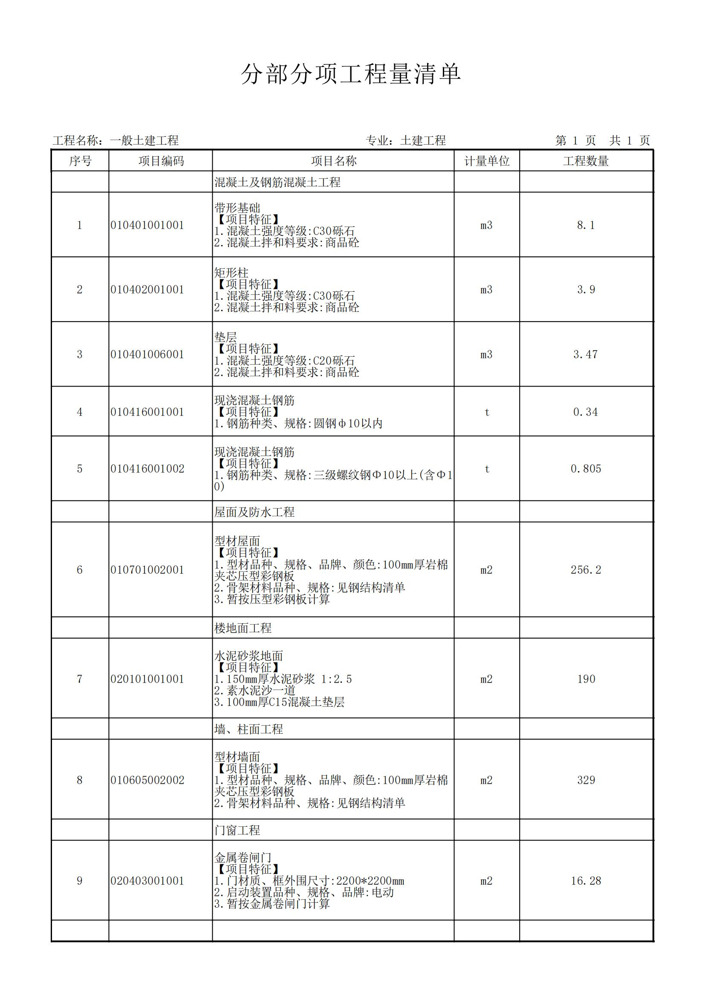 分部分项工程量清单
工程名称：一般土建工程 专业：土建工程 第 1 页 共 1 页
序号 项目编码 项目名称 计量单位 工程数量
混凝土及钢筋混凝土工程
带形基础
【项目特征】
1 010401001001 m3 8.1
1.混凝土强度等级:C30砾石
2.混凝土拌和料要求:商品砼
矩形柱
【项目特征】
2 010402001001 m3 3.9
1.混凝土强度等级:C30砾石
2.混凝土拌和料要求:商品砼
垫层
【项目特征】
3 010401006001 m3 3.47
1.混凝土强度等级:C20砾石
2.混凝土拌和料要求:商品砼
现浇混凝土钢筋
4 010416001001 【项目特征】 t 0.34
1.钢筋种类、规格:圆钢ф10以内
现浇混凝土钢筋
【项目特征】
5 010416001002 t 0.805
1.钢筋种类、规格:三级螺纹钢Φ10以上(含Φ1
0)
屋面及防水工程
型材屋面
【项目特征】
1.型材品种、规格、品牌、颜色:100mm厚岩棉
6 010701002001 m2 256.2
夹芯压型彩钢板
2.骨架材料品种、规格:见钢结构清单
3.暂按压型彩钢板计算
楼地面工程
水泥砂浆地面
【项目特征】
7 020101001001 1.150mm厚水泥砂浆 1:2.5 m2 190
2.素水泥沙一道
3.100mm厚C15混凝土垫层
墙、柱面工程
型材墙面
【项目特征】
8 010605002002 1.型材品种、规格、品牌、颜色:100mm厚岩棉 m2 329
夹芯压型彩钢板
2.骨架材料品种、规格:见钢结构清单
门窗工程
金属卷闸门
【项目特征】
9 020403001001 1.门材质、框外围尺寸:2200*2200mm m2 16.28
2.启动装置品种、规格、品牌:电动
3.暂按金属卷闸门计算